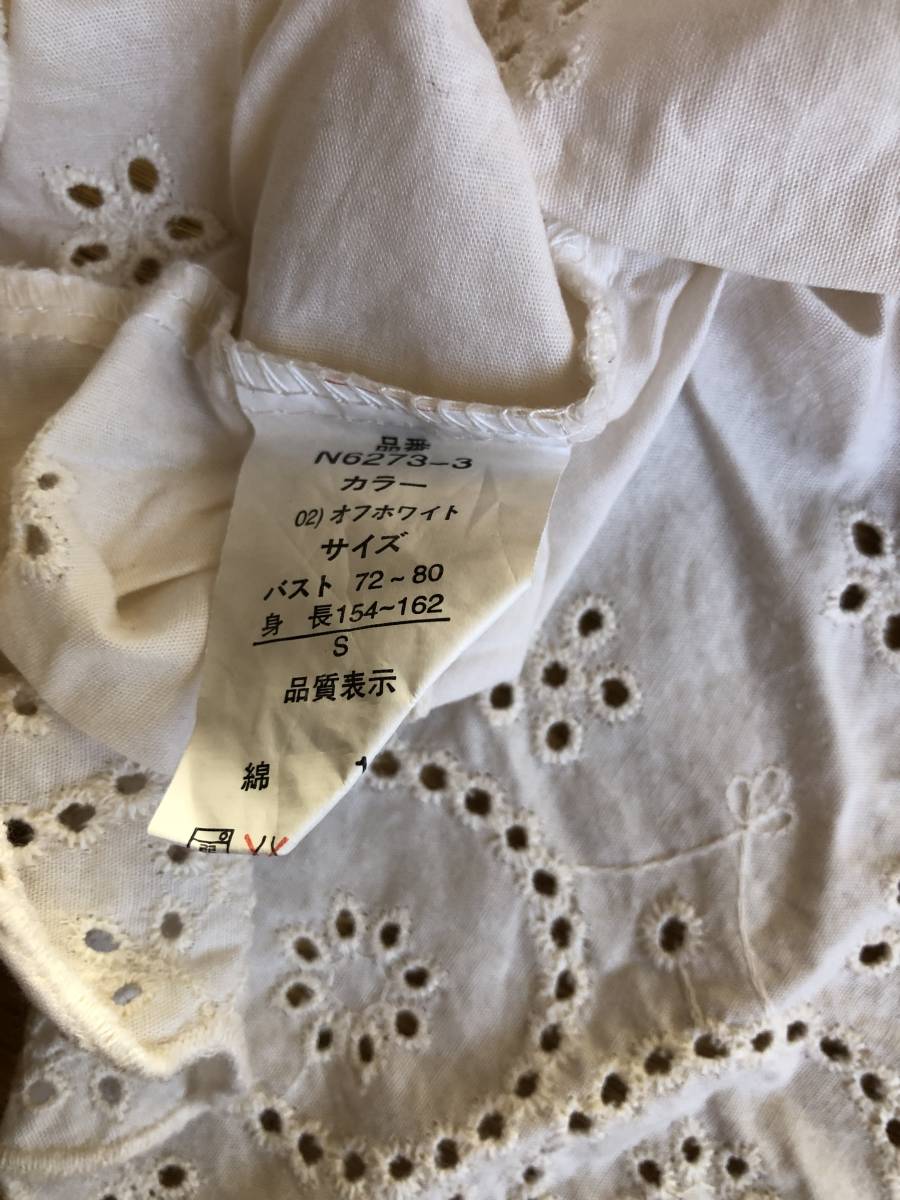 品番
N6273-3
カラー
02) オフホワイト
サイズ
バスト 72~80
身 長154~162
S
品質表示
綿